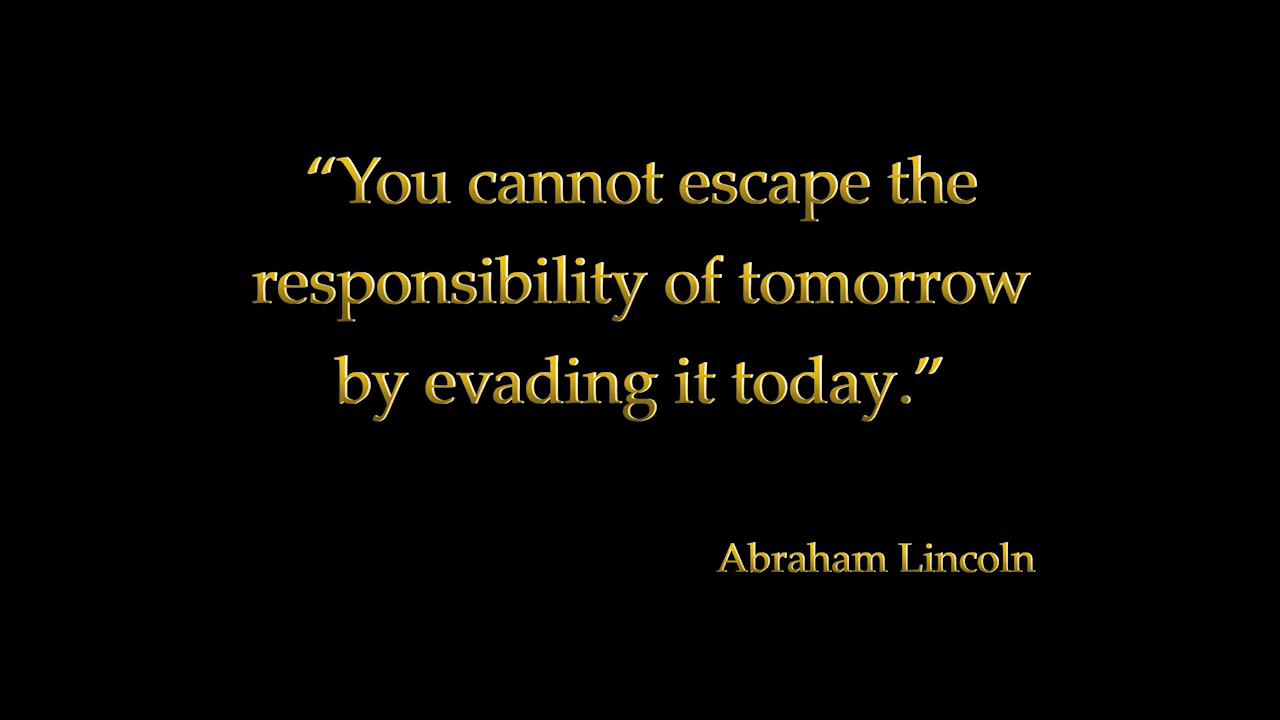 “You cannot escape the
responsibility of tomorrow
by evading it today.”
Abraham Lincoln